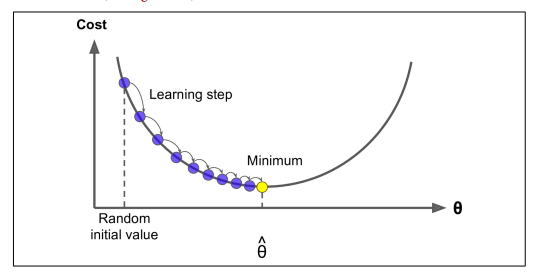 Cost
Learning step
Minimum
θ
Random
initial value
θ̂